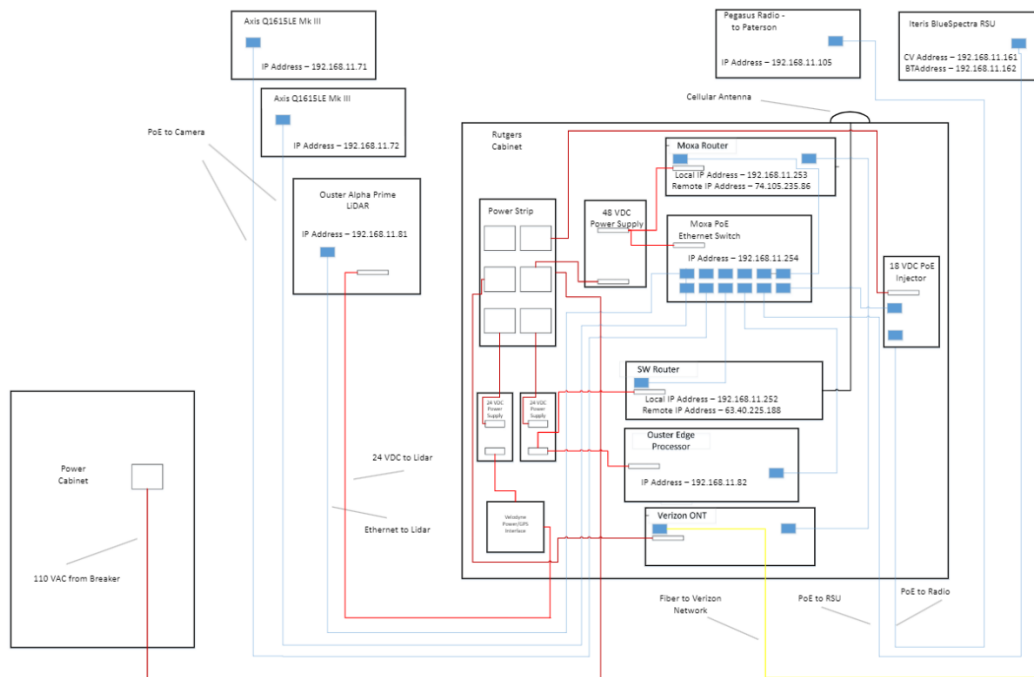 Axis Q1615LE Mk III
IP Address – 192.168.11.71
Axis Q1615LE Mk III
IP Address – 192.168.11.72
PoE to Camera
Ouster Alpha Prime
LiDAR
IP Address – 192.168.11.81
Pegasus Radio -
to Paterson
IP Address – 192.168.11.105
Iteris BlueSpectra RSU
CV Address – 192.168.11.161
BTAddress – 192.168.11.162
Cellular Antenna
Rutgers
Cabinet
Moxa Router
Local IP Address – 192.168.11.253
Remote IP Address – 74.105.235.86
Power Strip
48 VDC
Power Supply
Moxa PoE
Ethernet Switch
IP Address – 192.168.11.254
18 VDC PoE
Injector
SW Router
Local IP Address – 192.168.11.252
Remote IP Address – 63.40.225.188
24 VDC
Power
Supply
24 VDC
Power
Supply
Ouster Edge
Processor
IP Address – 192.168.11.82
Velodyne
Power/GPS
Interface
Verizon ONT
Power
Cabinet
24 VDC to Lidar
Ethernet to Lidar
110 VAC from Breaker
Fiber to Verizon
Network
PoE to RSU
PoE to Radio